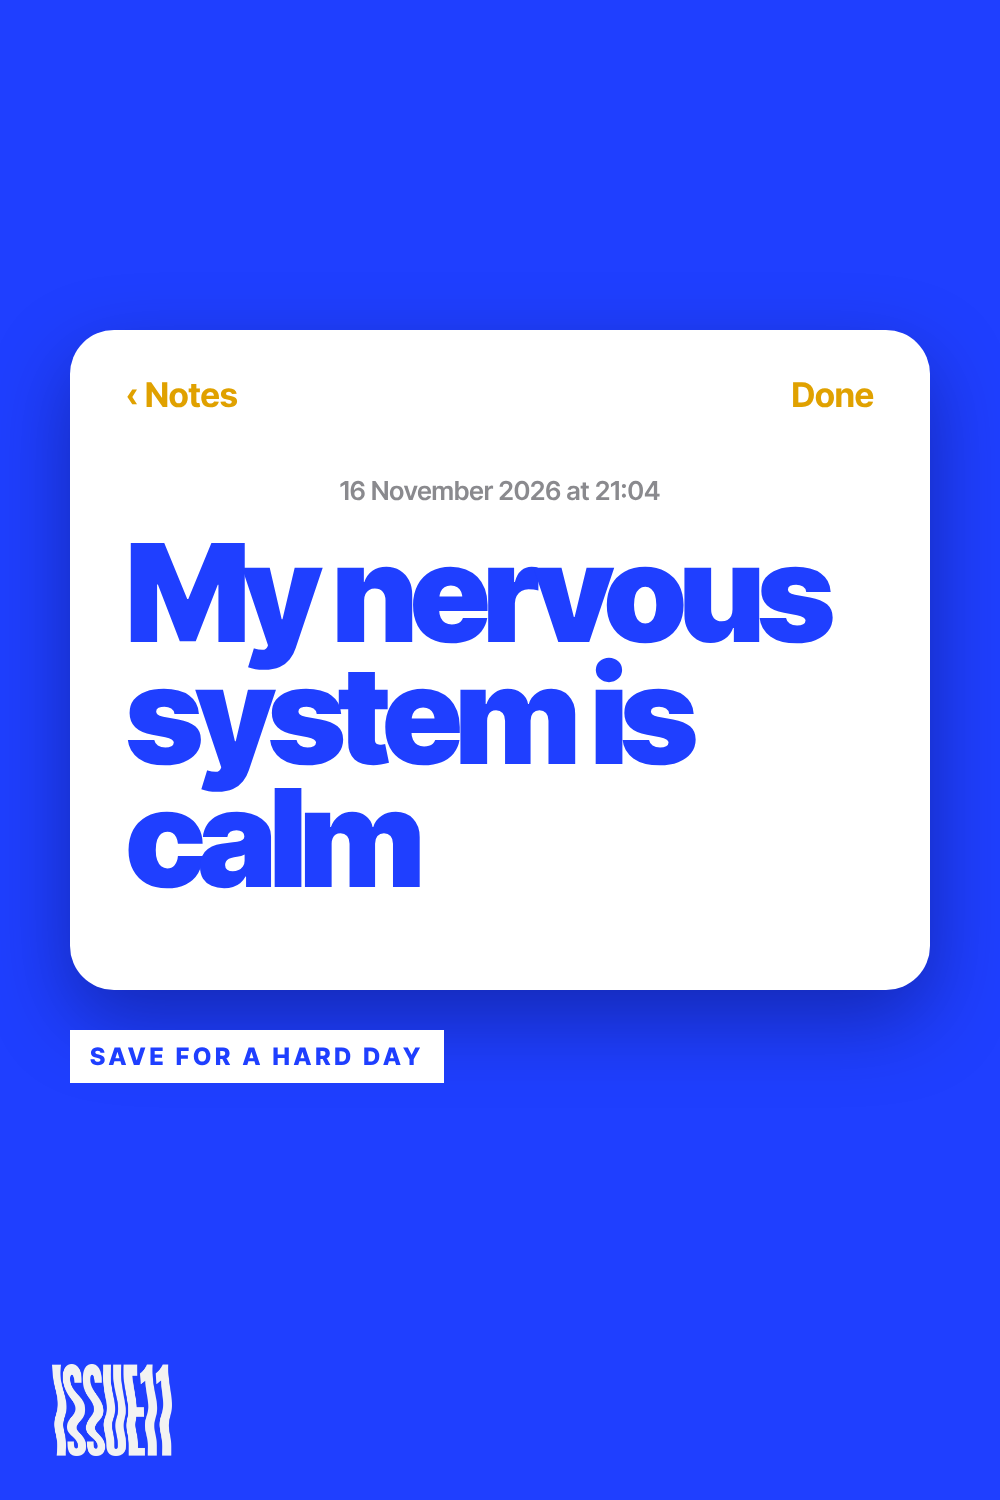 ‹ Notes
Done
16 November 2026 at 21:04
My nervous
system is
calm
SAVE FOR A HARD DAY
ISSUE11